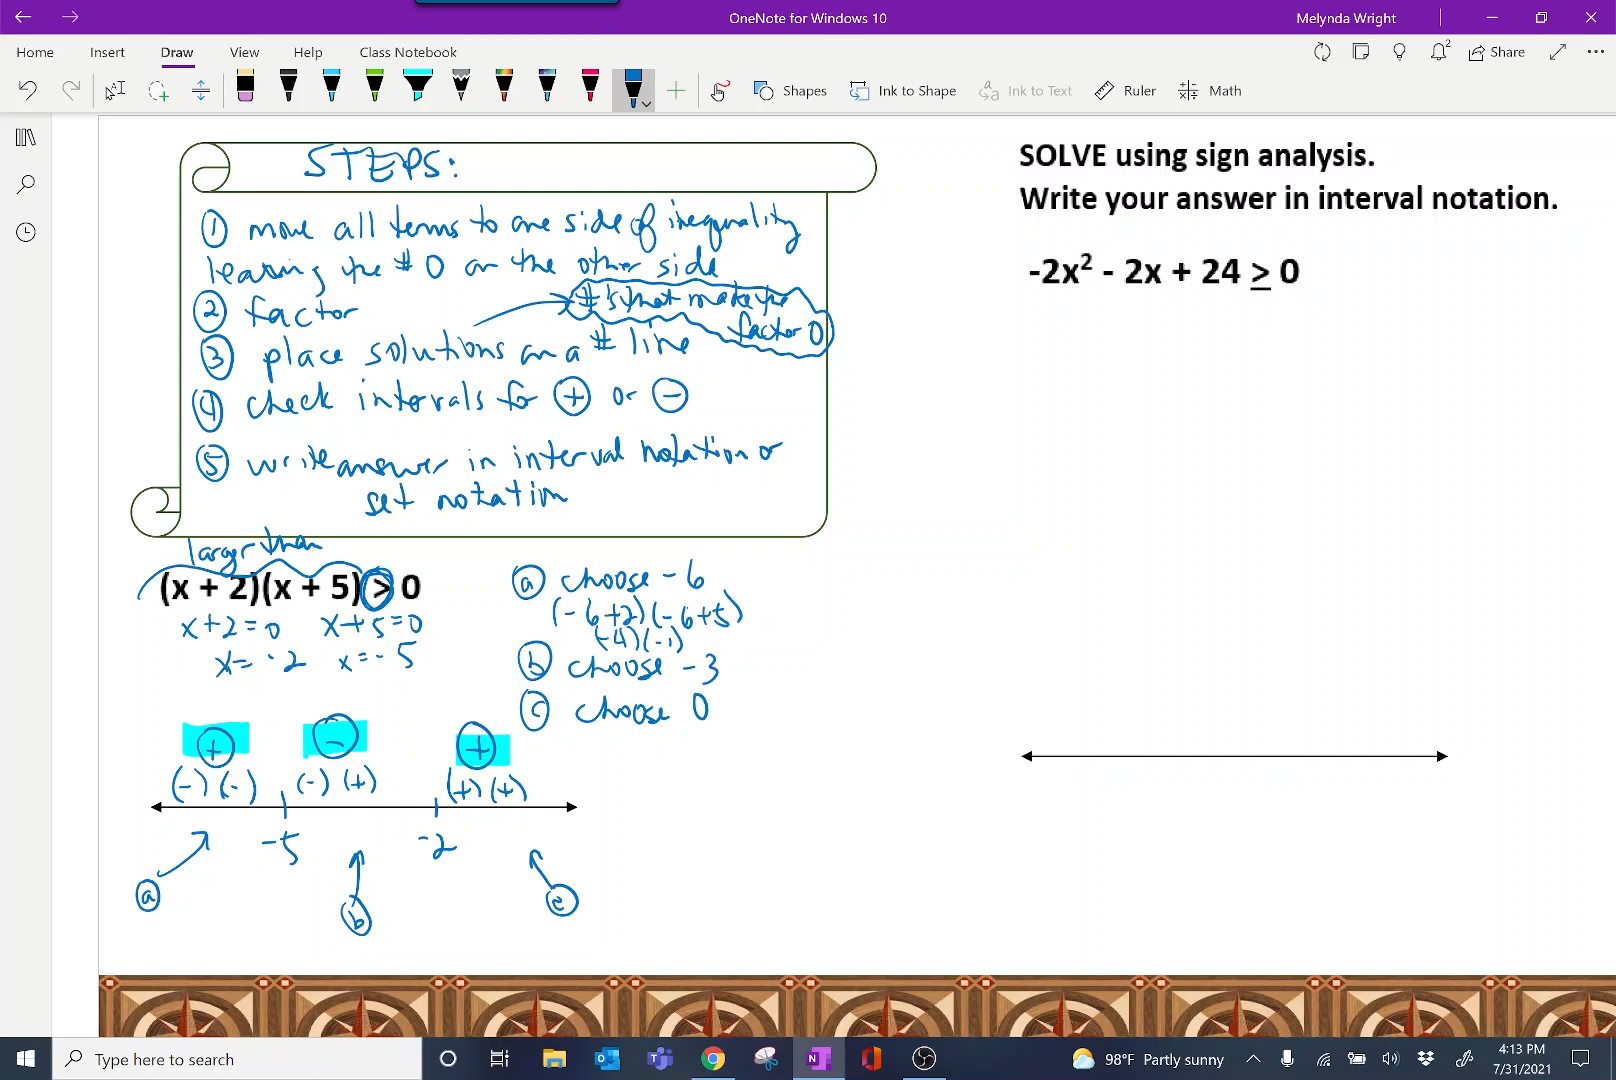 OneNote for Windows 10
Melynda Wright
Home Insert Draw View Help Class Notebook
2
Share
Shapes Ink to Shape Ink to Text Ruler Math
STEPS:
① move all terms to one side of inequality
leaving the # 0 on the other side
② factor
#'s that make the
factor 0
③ place solutions on a # line
④ check intervals for + or -
⑤ write answer in interval notation or
set notation
larger than
(x + 2)(x + 5) > 0
x+2=0 x+5=0
x=-2 x=-5
ⓐ choose -6
(-6+2)(-6+5)
(-4)(-1)
ⓑ choose -3
ⓒ choose 0
+ - +
(-)(-) (-)(+) (+)(+)
-5 -2
ⓐ ⓑ ⓒ
SOLVE using sign analysis.
Write your answer in interval notation.
-2x² - 2x + 24 ≥ 0
Type here to search
98°F Partly sunny
4:13 PM
7/31/2021